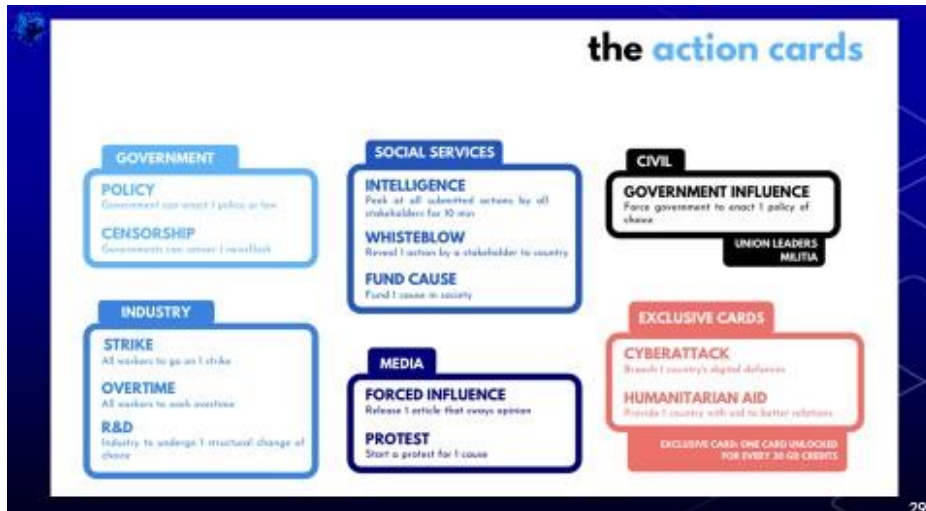 the action cards
GOVERNMENT
POLICY
Government can enact 1 policy or law
CENSORSHIP
Governments can censor 1 newsflash
INDUSTRY
STRIKE
All workers to go on 1 strike
OVERTIME
All workers to work overtime
R&D
Industry to undergo 1 structural change of
choice
SOCIAL SERVICES
INTELLIGENCE
Peek at all submitted actions by all
stakeholders for 10 min
WHISTEBLOW
Reveal 1 action by a stakeholder to country
FUND CAUSE
Fund 1 cause in society
MEDIA
FORCED INFLUENCE
Release 1 article that sways opinion
PROTEST
Start a protest for 1 cause
CIVIL
GOVERNMENT INFLUENCE
Force government to enact 1 policy of
choice
UNION LEADERS
MILITIA
EXCLUSIVE CARDS
CYBERATTACK
Breach 1 country's digital defences
HUMANITARIAN AID
Provide 1 country with aid to better relations
EXCLUSIVE CARD: ONE CARD UNLOCKED
FOR EVERY 30 GD CREDITS
29